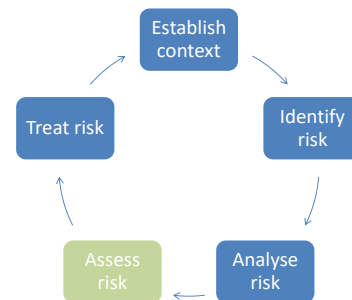 Establish
context
Identify
risk
Analyse
risk
Assess
risk
Treat risk